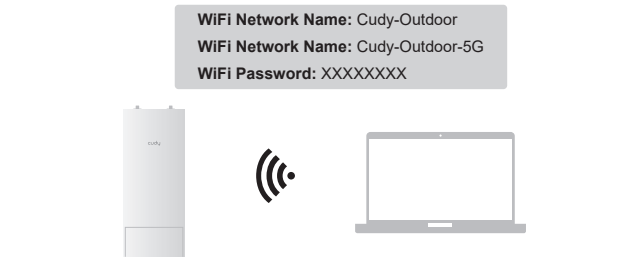 WiFi Network Name: Cudy-Outdoor
WiFi Network Name: Cudy-Outdoor-5G
WiFi Password: XXXXXXXX
cudy